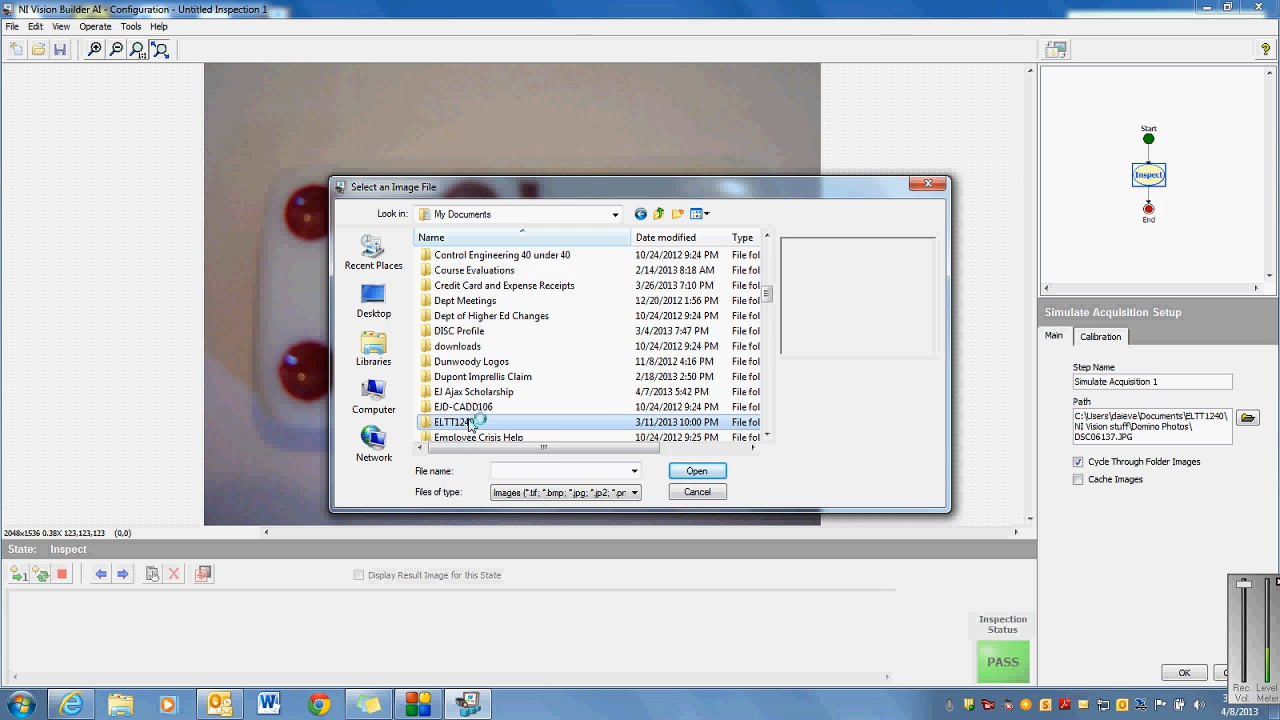 NI Vision Builder AI - Configuration - Untitled Inspection 1
File Edit View Operate Tools Help
Start
Inspect
End
Select an Image File
Look in: My Documents
Name Date modified Type
Recent Places
Desktop
Libraries
Computer
Network
Control Engineering 40 under 40 10/24/2012 9:24 PM File fol
Course Evaluations 2/14/2013 8:18 AM File fol
Credit Card and Expense Receipts 3/26/2013 7:10 PM File fol
Dept Meetings 12/20/2012 1:56 PM File fol
Dept of Higher Ed Changes 10/24/2012 9:24 PM File fol
DISC Profile 3/4/2013 7:47 PM File fol
downloads 10/24/2012 9:24 PM File fol
Dunwoody Logos 11/8/2012 4:16 PM File fol
Dupont Imprellis Claim 2/18/2013 2:50 PM File fol
EJ Ajax Scholarship 4/7/2013 5:42 PM File fol
EJD-CADD106 10/24/2012 9:24 PM File fol
ELTT1240 3/11/2013 10:00 PM File fol
Employee Crisis Help 10/24/2012 9:25 PM File fol
File name:
Open
Files of type: Images (*.tif; *.bmp; *.jpg; *.jp2; *.pr
Cancel
Simulate Acquisition Setup
Main Calibration
Step Name
Simulate Acquisition 1
Path
C:\Users\daieve\Documents\ELTT1240\
NI Vision stuff\Domino Photos\
DSC06137.JPG
Cycle Through Folder Images
Cache Images
2048x1536 0.38X 123,123,123 (0,0)
State: Inspect
Display Result Image for this State
Inspection
Status
PASS
OK
Rec. Level
Vol. Meter
4/8/2013